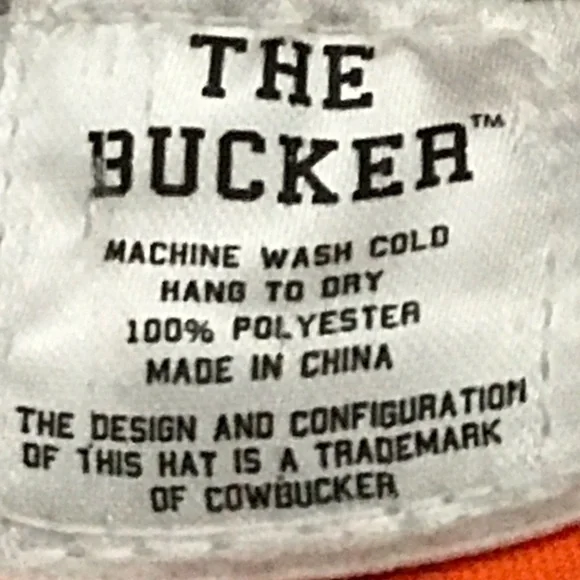 THE
BUCKER™
MACHINE WASH COLD
HANG TO DRY
100% POLYESTER
MADE IN CHINA
THE DESIGN AND CONFIGURATION
OF THIS HAT IS A TRADEMARK
OF COWBUCKER